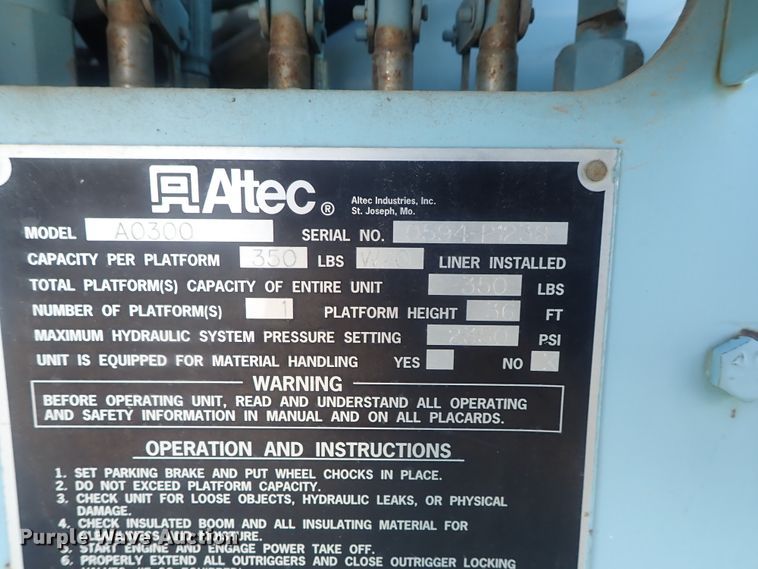 Altec®
Altec Industries, Inc.
St. Joseph, Mo.
MODEL A0300 SERIAL NO. 0594-P1238
CAPACITY PER PLATFORM 350 LBS W/O LINER INSTALLED
TOTAL PLATFORM(S) CAPACITY OF ENTIRE UNIT 350 LBS
NUMBER OF PLATFORM(S) 1 PLATFORM HEIGHT 36 FT
MAXIMUM HYDRAULIC SYSTEM PRESSURE SETTING PSI
UNIT IS EQUIPPED FOR MATERIAL HANDLING YES NO X
WARNING
BEFORE OPERATING UNIT, READ AND UNDERSTAND ALL OPERATING
AND SAFETY INFORMATION IN MANUAL AND ON ALL PLACARDS.
OPERATION AND INSTRUCTIONS
1. SET PARKING BRAKE AND PUT WHEEL CHOCKS IN PLACE.
2. DO NOT EXCEED PLATFORM CAPACITY.
3. CHECK UNIT FOR LOOSE OBJECTS, HYDRAULIC LEAKS, OR PHYSICAL
DAMAGE.
4. CHECK INSULATED BOOM AND ALL INSULATING MATERIAL FOR
Purple Wave Auction
5. START ENGINE AND ENGAGE POWER TAKE OFF.
6. PROPERLY EXTEND ALL OUTRIGGERS AND CLOSE OUTRIGGER LOCKING